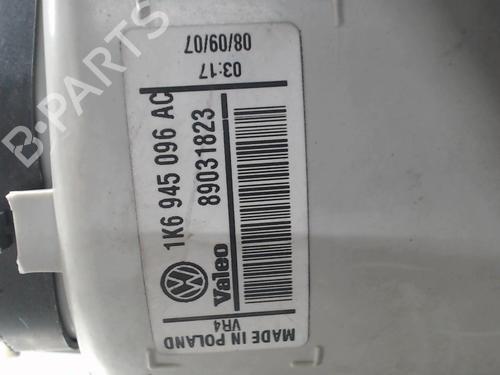 1K6 945 096 AC
Valeo 89031823
VR4
MADE IN POLAND
03:17
08/09/07
B-PARTS